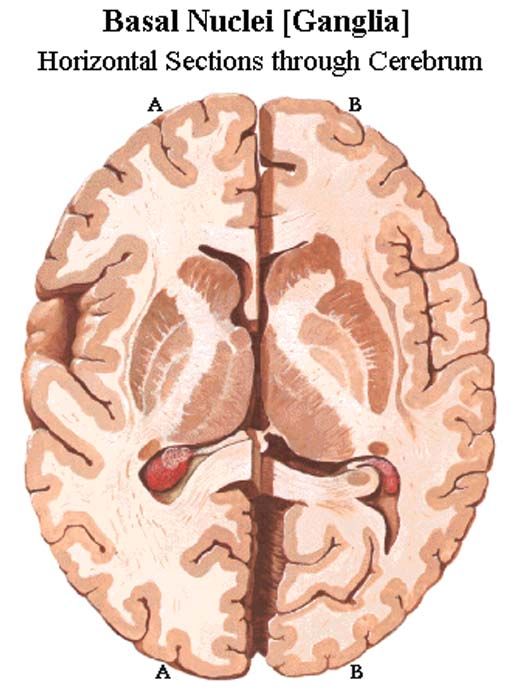 Basal Nuclei [Ganglia]
Horizontal Sections through Cerebrum
A B
A B